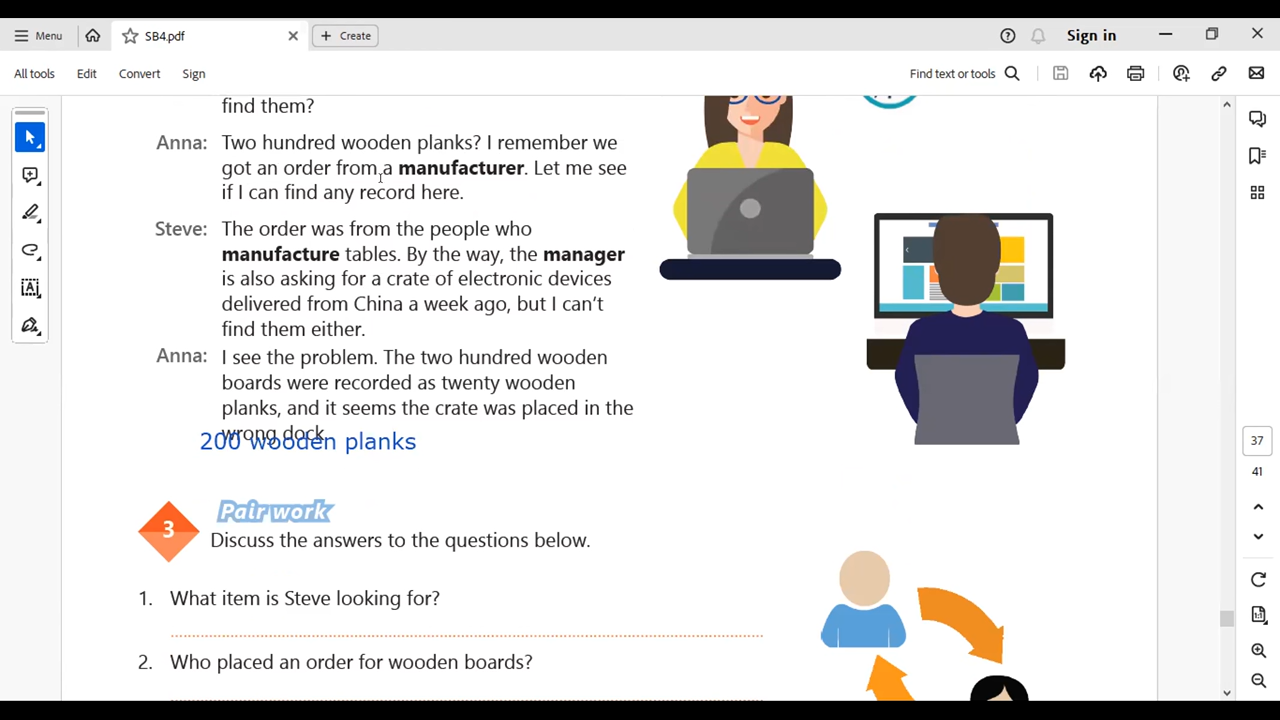 Menu
SB4.pdf
Create
Sign in
All tools
Edit
Convert
Sign
Find text or tools
find them?
Anna: Two hundred wooden planks? I remember we
got an order from a manufacturer. Let me see
if I can find any record here.
Steve: The order was from the people who
manufacture tables. By the way, the manager
is also asking for a crate of electronic devices
delivered from China a week ago, but I can't
find them either.
Anna: I see the problem. The two hundred wooden
boards were recorded as twenty wooden
planks, and it seems the crate was placed in the
wrong dock.
200 wooden planks
3
Pair work
Discuss the answers to the questions below.
1. What item is Steve looking for?
2. Who placed an order for wooden boards?
37
41